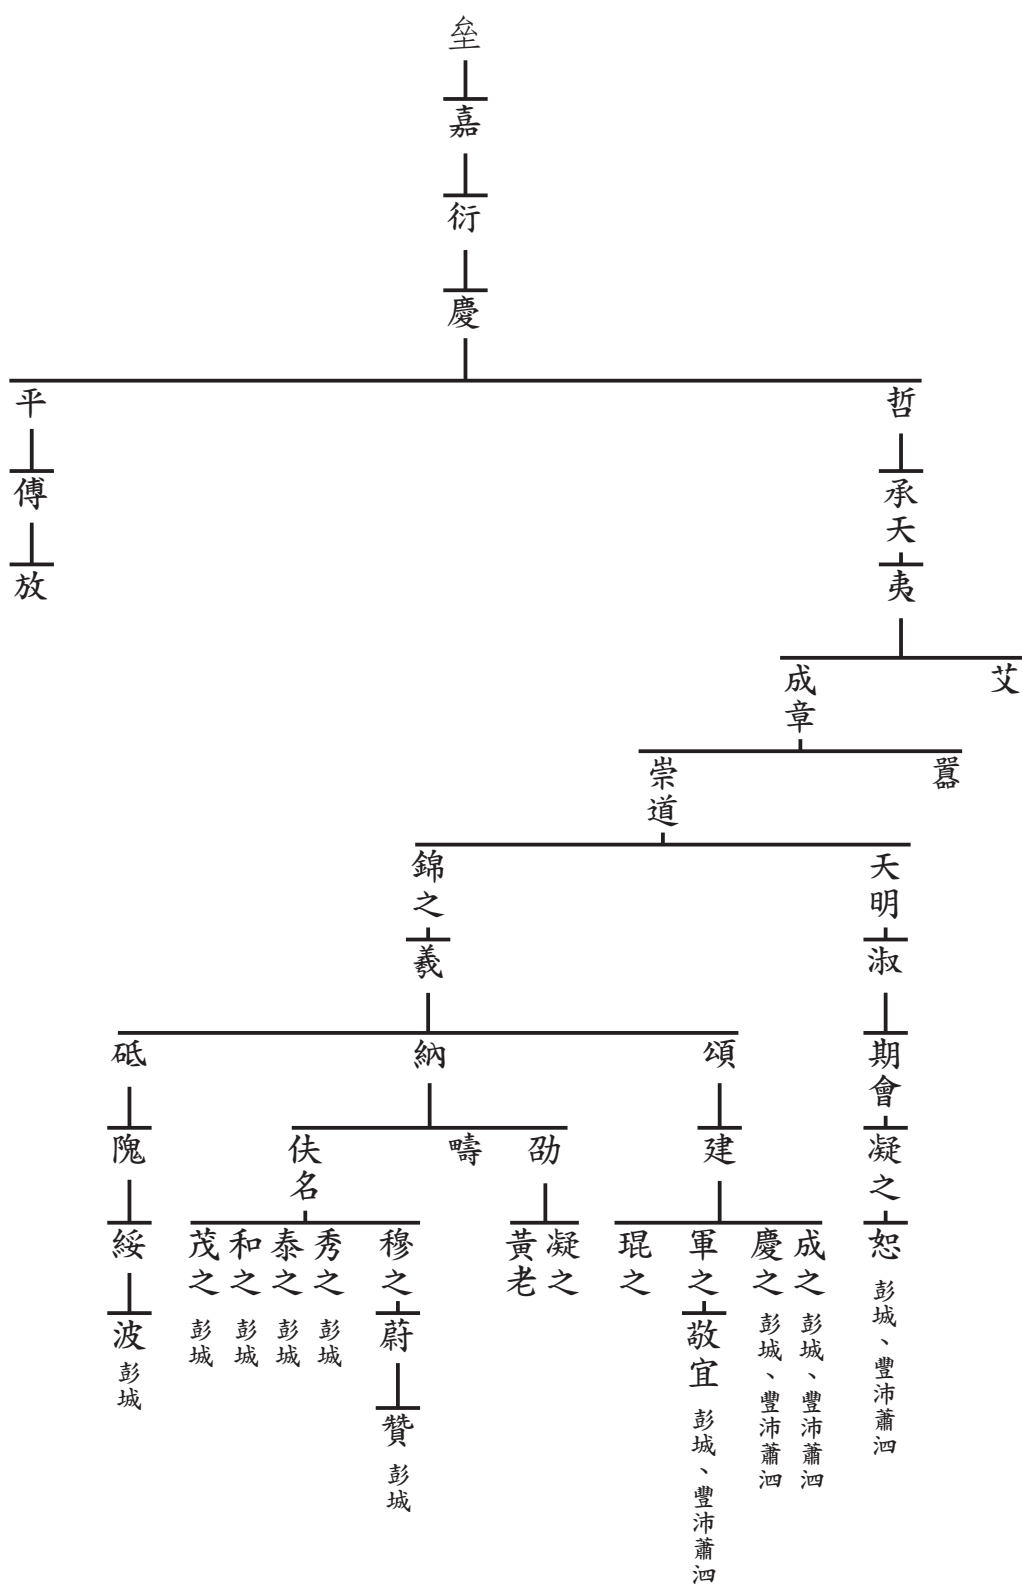 垒
嘉
衍
慶
平
哲
傅
承天
放
夷
成章
艾
崇道
囂
錦之
天明
羲
淑
砥
納
頌
期會
隗
佚名
疇
劭
建
凝之
綏
茂之 彭城
和之 彭城
泰之 彭城
秀之 彭城
穆之
黃老
凝之
琨之
軍之
慶之 彭城、豐沛蕭泗
成之 彭城、豐沛蕭泗
恕 彭城、豐沛蕭泗
波 彭城
蔚
敬宜 彭城、豐沛蕭泗
贊 彭城